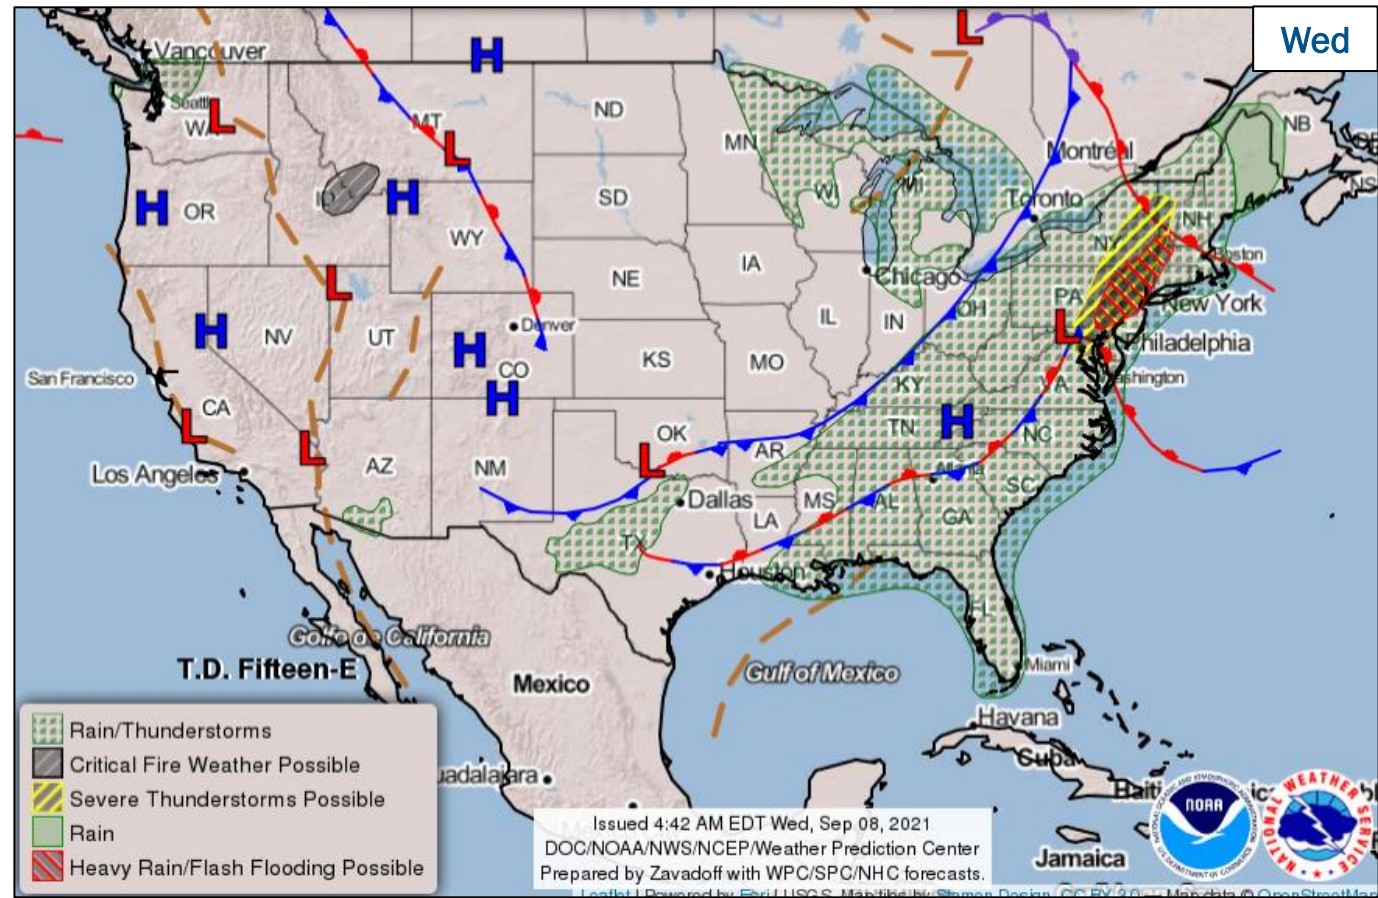 Wed
Vancouver
Seattle
WA
MT
ND
MN
NB
Montréal
NS
OR
SD
WI
MI
Toronto
NH
NY
WY
Boston
IA
Chicago
NE
PA
New York
OH
IL
IN
NV
UT
Denver
Philadelphia
CO
KS
MO
San Francisco
KY
Washington
VA
CA
TN
OK
NC
AR
Los Angeles
AZ
NM
Atlanta
Dallas
MS
AL
SC
LA
GA
TX
Houston
FL
Golfo de California
T.D. Fifteen-E
Mexico
Gulf of Mexico
Miami
Havana
Cuba
Rain/Thunderstorms
Critical Fire Weather Possible
Severe Thunderstorms Possible
Rain
Heavy Rain/Flash Flooding Possible
uadalajara
Haiti
NOAA
NATIONAL WEATHER SERVICE
Jamaica
Issued 4:42 AM EDT Wed, Sep 08, 2021
DOC/NOAA/NWS/NCEP/Weather Prediction Center
Prepared by Zavadoff with WPC/SPC/NHC forecasts.
H
L